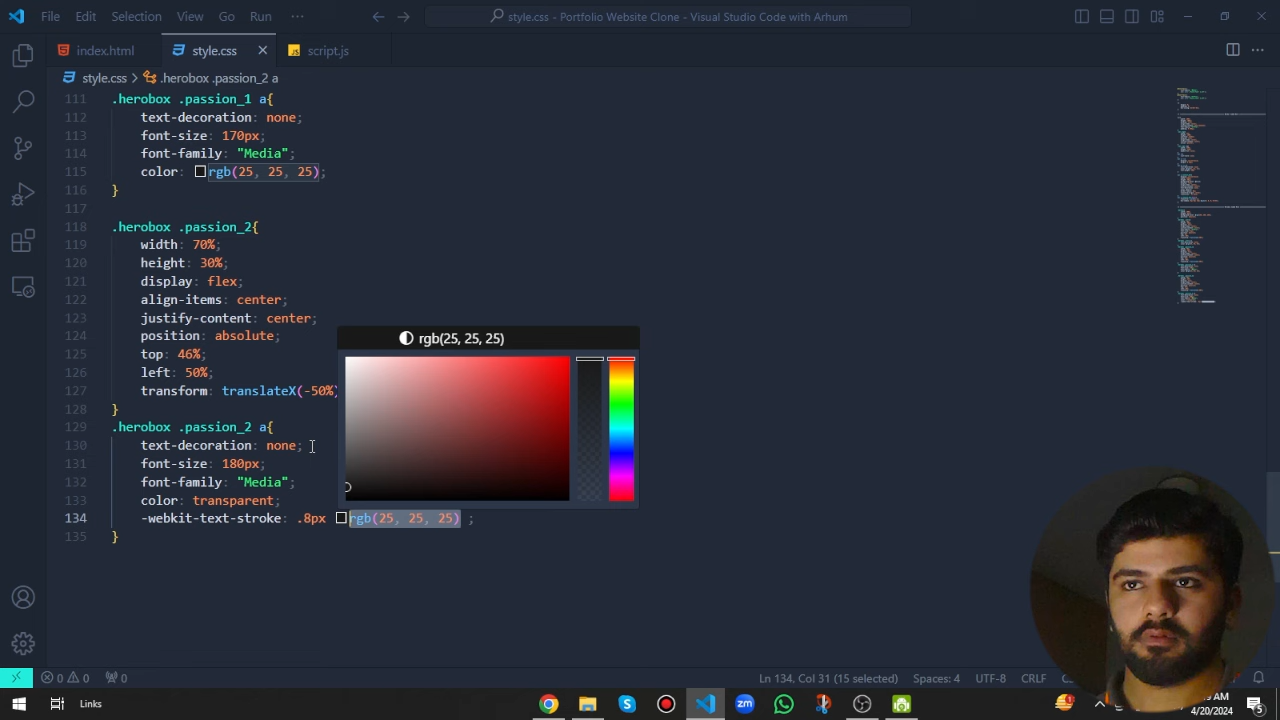 File Edit Selection View Go Run ··· style.css - Portfolio Website Clone - Visual Studio Code with Arhum
index.html style.css script.js
style.css > .herobox .passion_2 a
111 .herobox .passion_1 a{
112 text-decoration: none;
113 font-size: 170px;
114 font-family: "Media";
115 color: rgb(25, 25, 25);
116 }
117
118 .herobox .passion_2{
119 width: 70%;
120 height: 30%;
121 display: flex;
122 align-items: center;
123 justify-content: center;
124 position: absolute;
125 top: 46%;
126 left: 50%;
127 transform: translateX(-50%)
128 }
129 .herobox .passion_2 a{
130 text-decoration: none;
131 font-size: 180px;
132 font-family: "Media";
133 color: transparent;
134 -webkit-text-stroke: .8px rgb(25, 25, 25) ;
135 }
rgb(25, 25, 25)
0 0 0 Ln 134, Col 31 (15 selected) Spaces: 4 UTF-8 CRLF
Links
4/20/2024 5